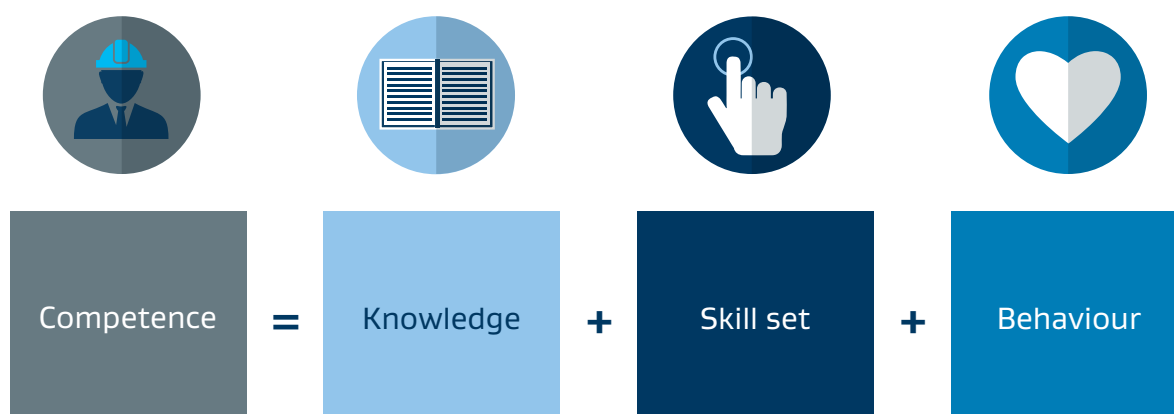 Competence = Knowledge + Skill set + Behaviour